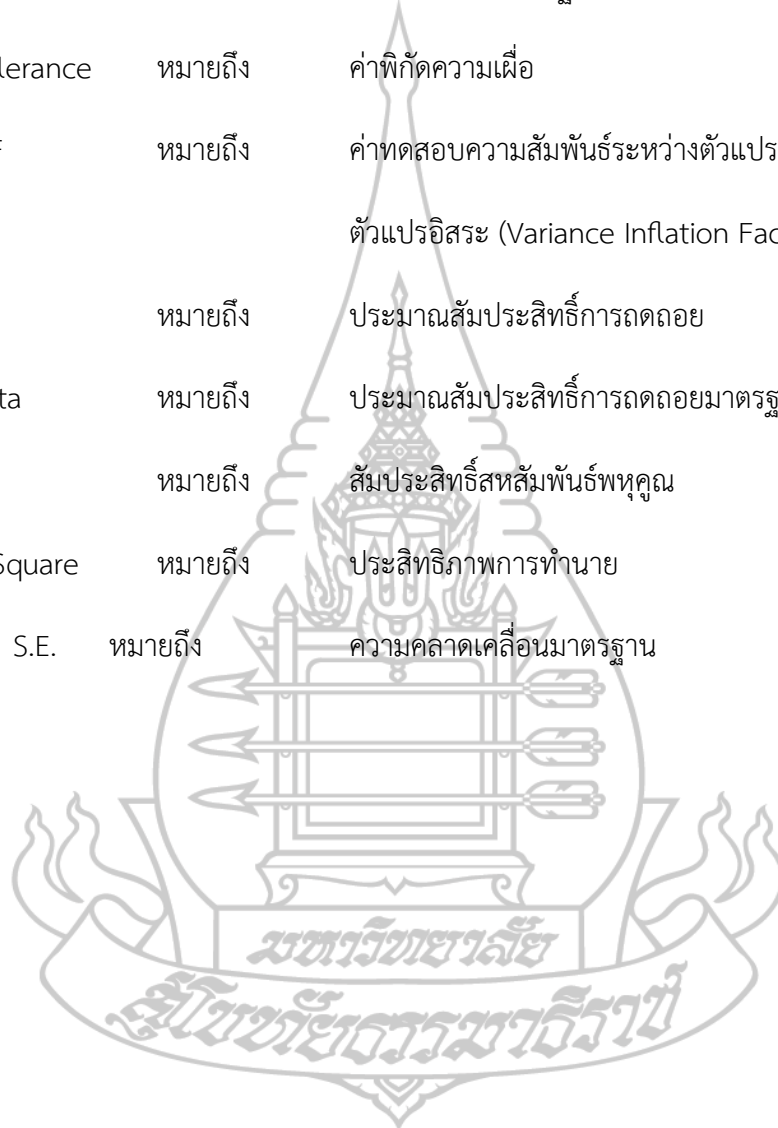 lerance หมายถึง ค่าพิกัดความเผื่อ
หมายถึง ค่าทดสอบความสัมพันธ์ระหว่างตัวแปร
ตัวแปรอิสระ (Variance Inflation Fac
หมายถึง ประมาณสัมประสิทธิ์การถดถอย
ta หมายถึง ประมาณสัมประสิทธิ์การถดถอยมาตรฐ
หมายถึง สัมประสิทธิ์สหสัมพันธ์พหุคูณ
Square หมายถึง ประสิทธิภาพการทำนาย
S.E. หมายถึง ความคลาดเคลื่อนมาตรฐาน
มหาวิทยาลัย
สุโขทัยธรรมาธิราช